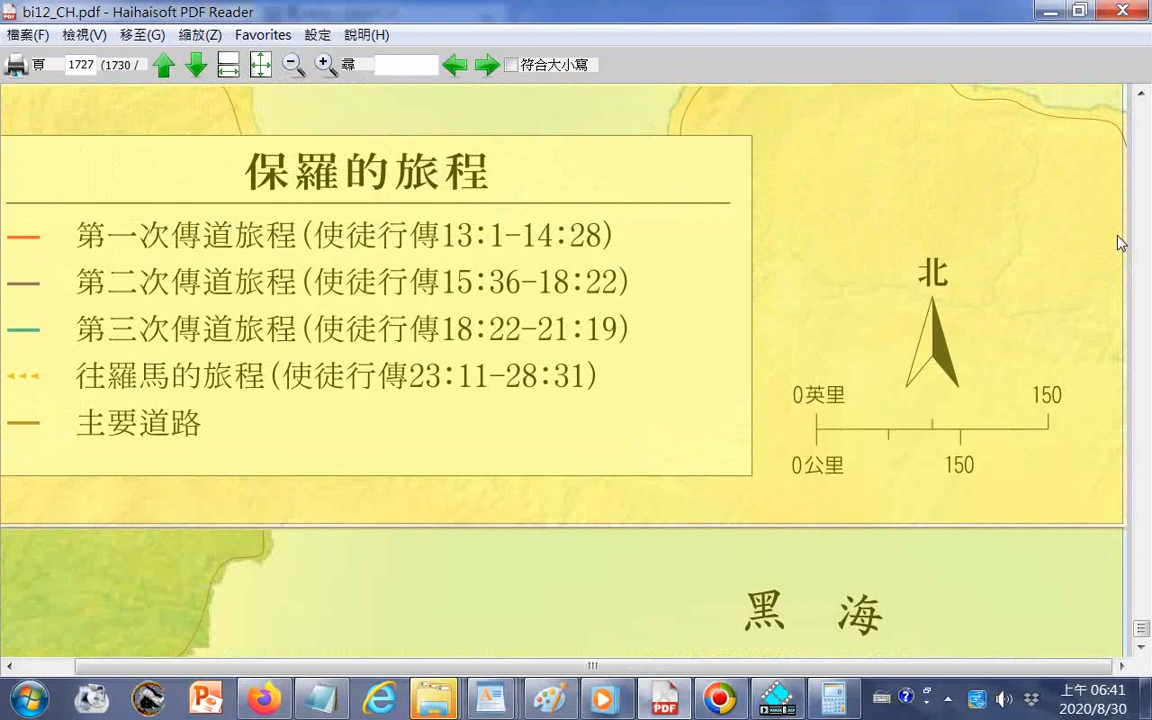 bi12_CH.pdf - Haihaisoft PDF Reader
檔案(F) 檢視(V) 移至(G) 縮放(Z) Favorites 設定 說明(H)
頁 1727 (1730 / 尋 符合大小寫
保羅的旅程
第一次傳道旅程(使徒行傳13:1-14:28)
第二次傳道旅程(使徒行傳15:36-18:22)
第三次傳道旅程(使徒行傳18:22-21:19)
往羅馬的旅程(使徒行傳23:11-28:31)
主要道路
北
0英里 150
0公里 150
黑 海
上午 06:41
2020/8/30